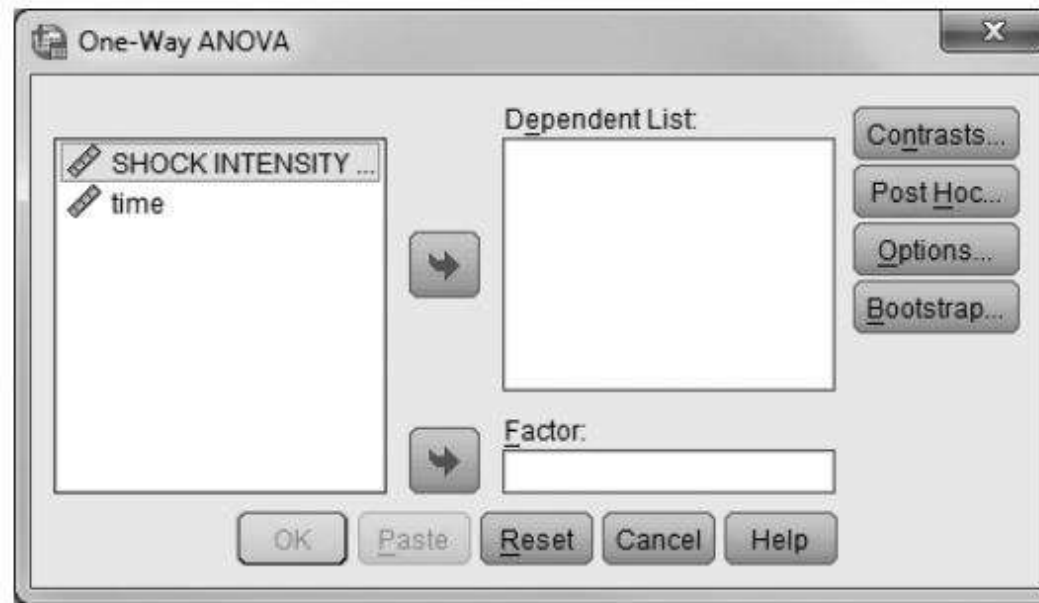 One-Way ANOVA
SHOCK INTENSITY ...
time
Dependent List:
Factor:
Contrasts...
Post Hoc...
Options...
Bootstrap...
OK
Paste
Reset
Cancel
Help